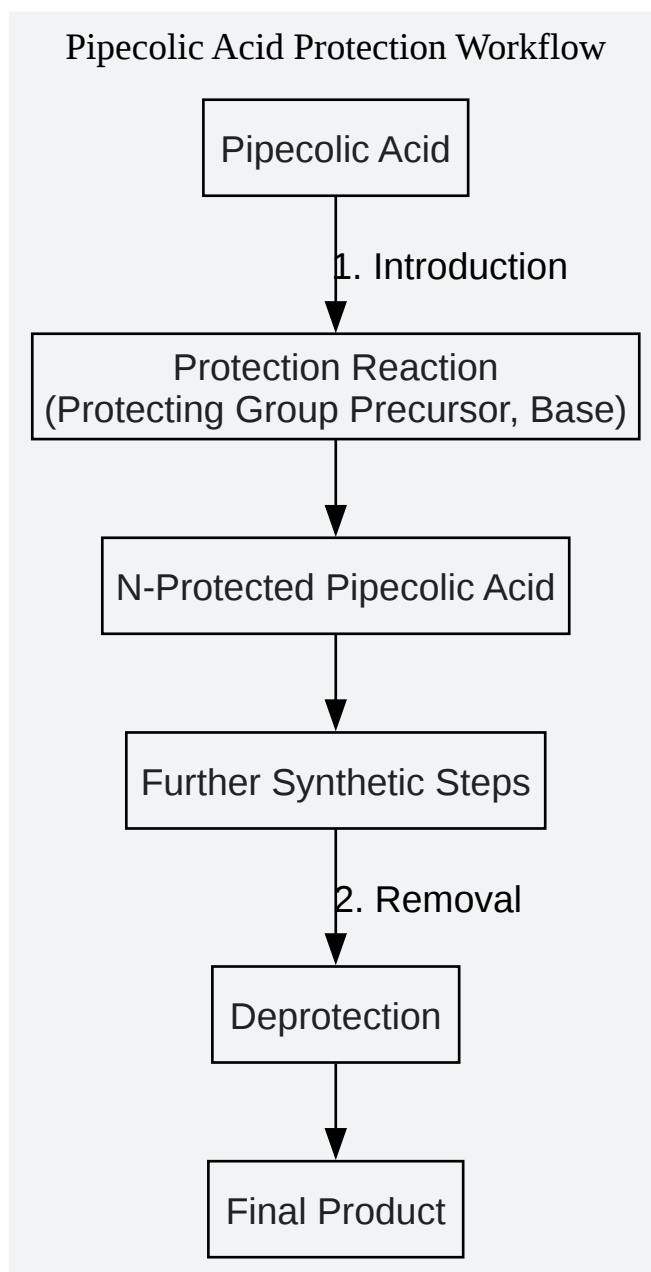 Pipecolic Acid Protection Workflow
Pipecolic Acid
1. Introduction
Protection Reaction
(Protecting Group Precursor, Base)
N-Protected Pipecolic Acid
Further Synthetic Steps
2. Removal
Deprotection
Final Product